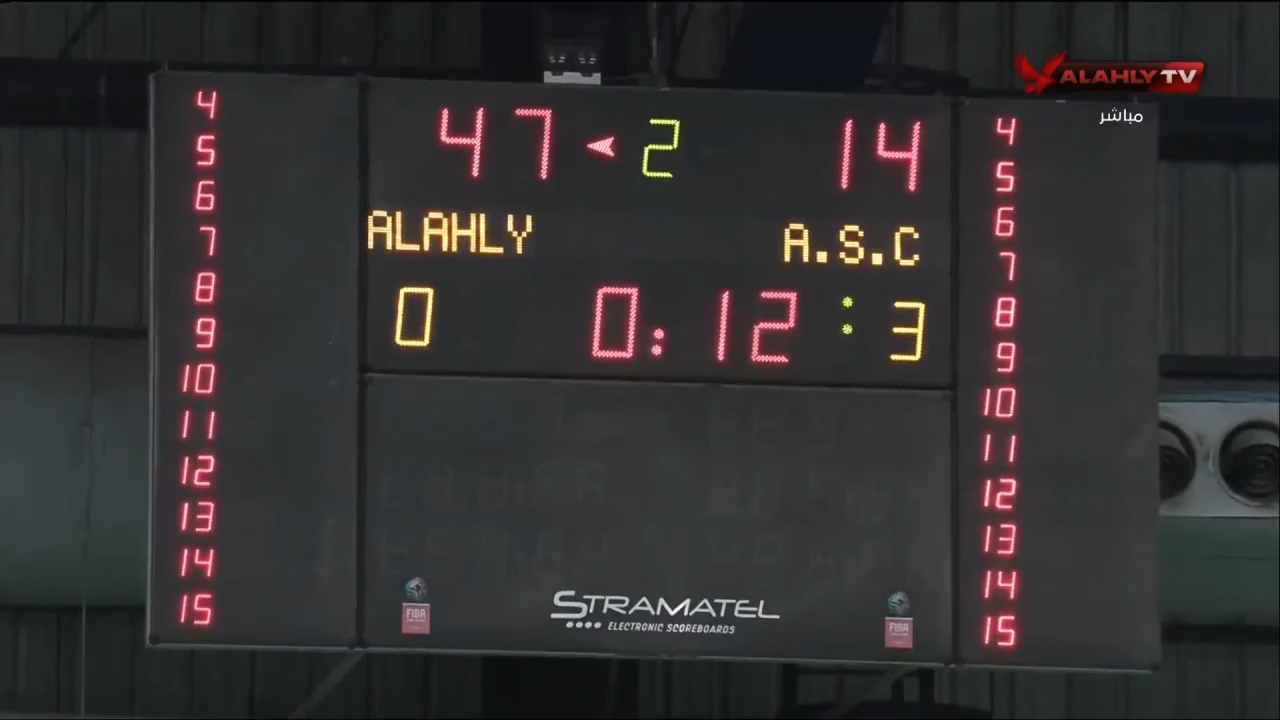 ALAHLY TV
مباشر
47 ◄ 2 14
ALAHLY A.S.C
0 0:12 : 3
4
5
6
7
8
9
10
11
12
13
14
15
4
5
6
7
8
9
10
11
12
13
14
15
FIBA
STRAMATEL
ELECTRONIC SCOREBOARDS
FIBA